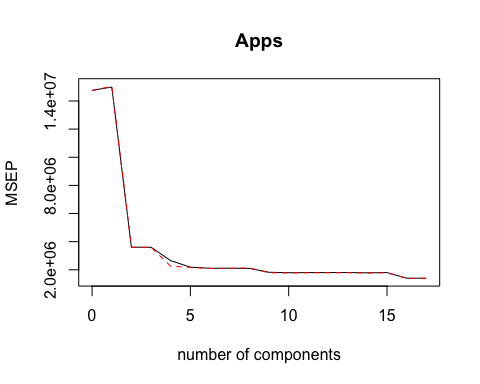 Apps
MSEP
1.4e+07
8.0e+06
2.0e+06
0 5 10 15
number of components